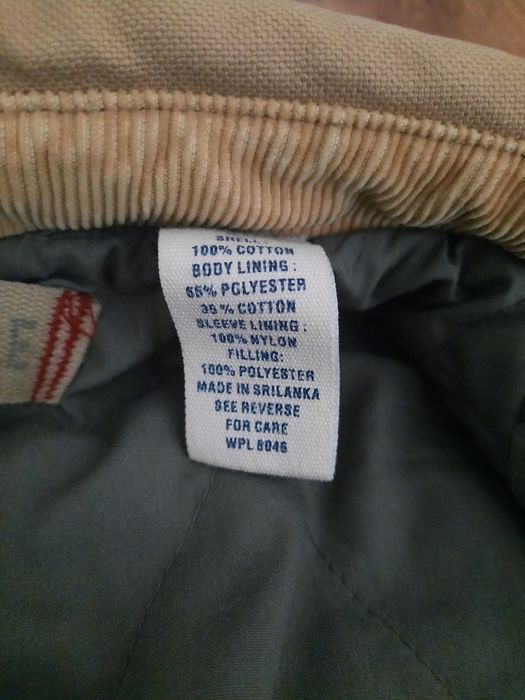 SHELL :
100% COTTON
BODY LINING :
65% POLYESTER
35 % COTTON
SLEEVE LINING :
100% NYLON
FILLING:
100% POLYESTER
MADE IN SRILANKA
SEE REVERSE
FOR CARE
WPL 8046